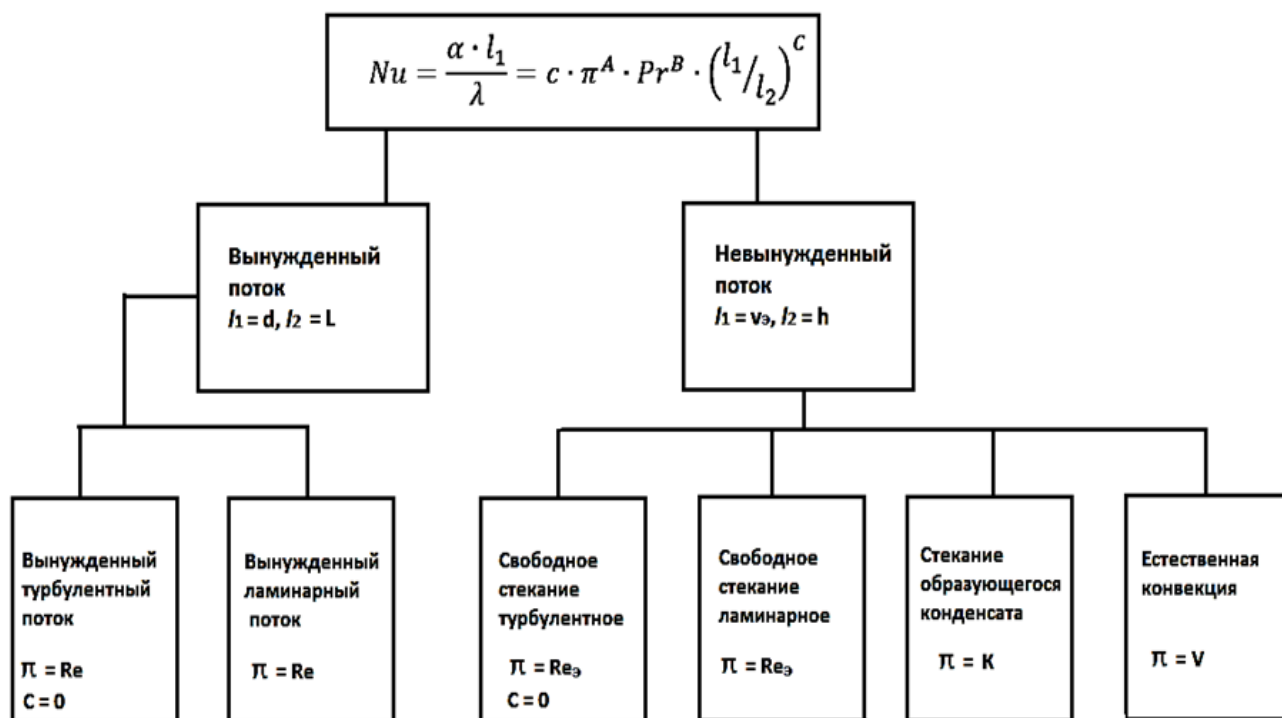 Nu = α · l₁ / λ = c · π^A · Pr^B · (l₁/l₂)^C
Вынужденный
поток
l1 = d, l2 = L
Невынужденный
поток
l1 = vэ, l2 = h
Вынужденный
турбулентный
поток
π = Re
C = 0
Вынужденный
ламинарный
поток
π = Re
Свободное
стекание
турбулентное
π = Reэ
C = 0
Свободное
стекание
ламинарное
π = Reэ
Стекание
образующегося
конденсата
π = K
Естественная
конвекция
π = V